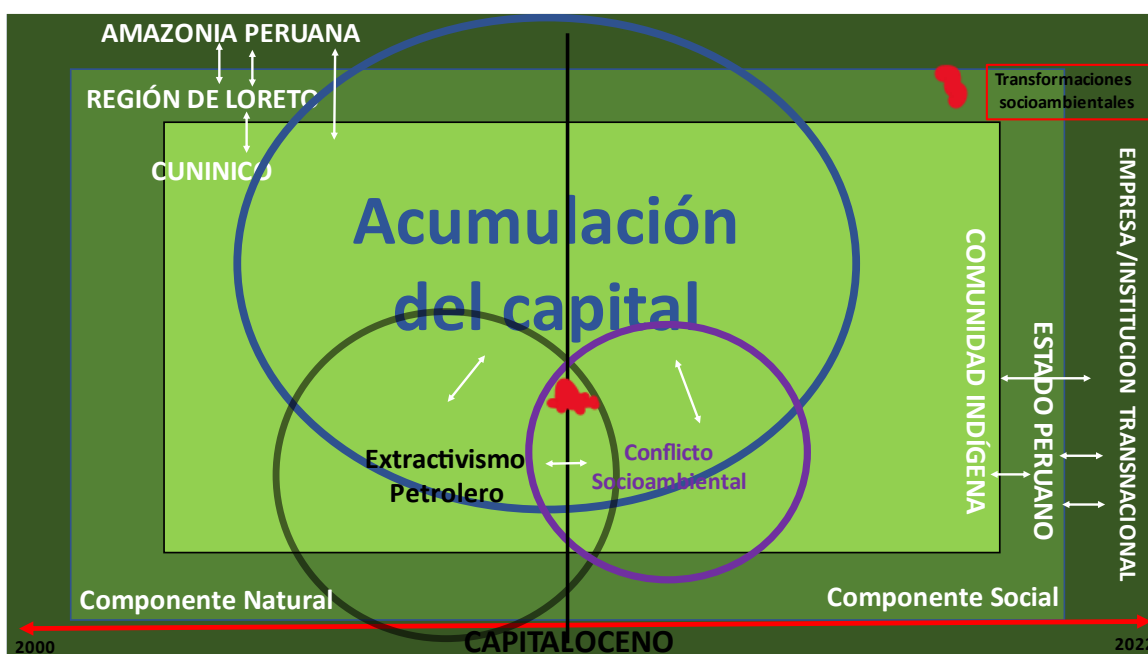 AMAZONIA PERUANA
REGIÓN DE LORETO
CUNINICO
Transformaciones
socioambientales
Acumulación
del capital
Extractivismo
Petrolero
Conflicto
Socioambiental
COMUNIDAD INDÍGENA
ESTADO PERUANO
EMPRESA /INSTITUCION TRANSNACIONAL
Componente Natural
Componente Social
CAPITALOCENO
2000